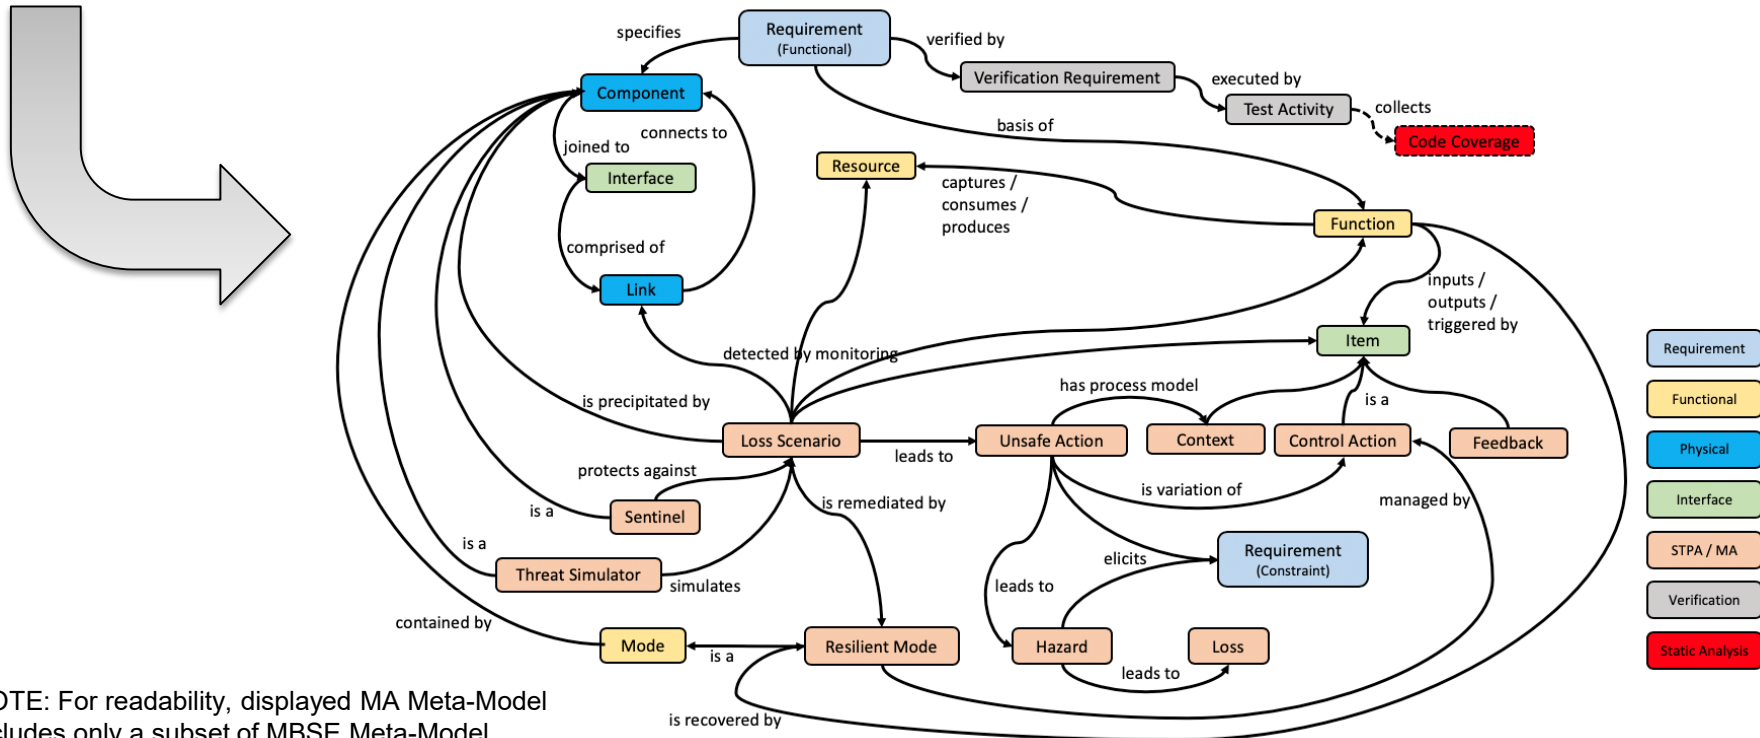 Requirement
(Functional)
specifies
verified by
Verification Requirement
executed by
Component
Test Activity
collects
connects to
basis of
Code Coverage
joined to
Resource
Interface
captures /
consumes /
produces
Function
comprised of
Link
inputs /
outputs /
triggered by
Item
detected by monitoring
has process model
is a
is precipitated by
Loss Scenario
leads to
Unsafe Action
Context
Control Action
Feedback
protects against
is variation of
managed by
is a
Sentinel
is remediated by
is a
Threat Simulator
simulates
elicits
Requirement
(Constraint)
leads to
contained by
Mode
is a
Resilient Mode
Hazard
Loss
leads to
is recovered by
Requirement
Functional
Physical
Interface
STPA / MA
Verification
Static Analysis
OTE: For readability, displayed MA Meta-Model
cludes only a subset of MBSE Meta-Model